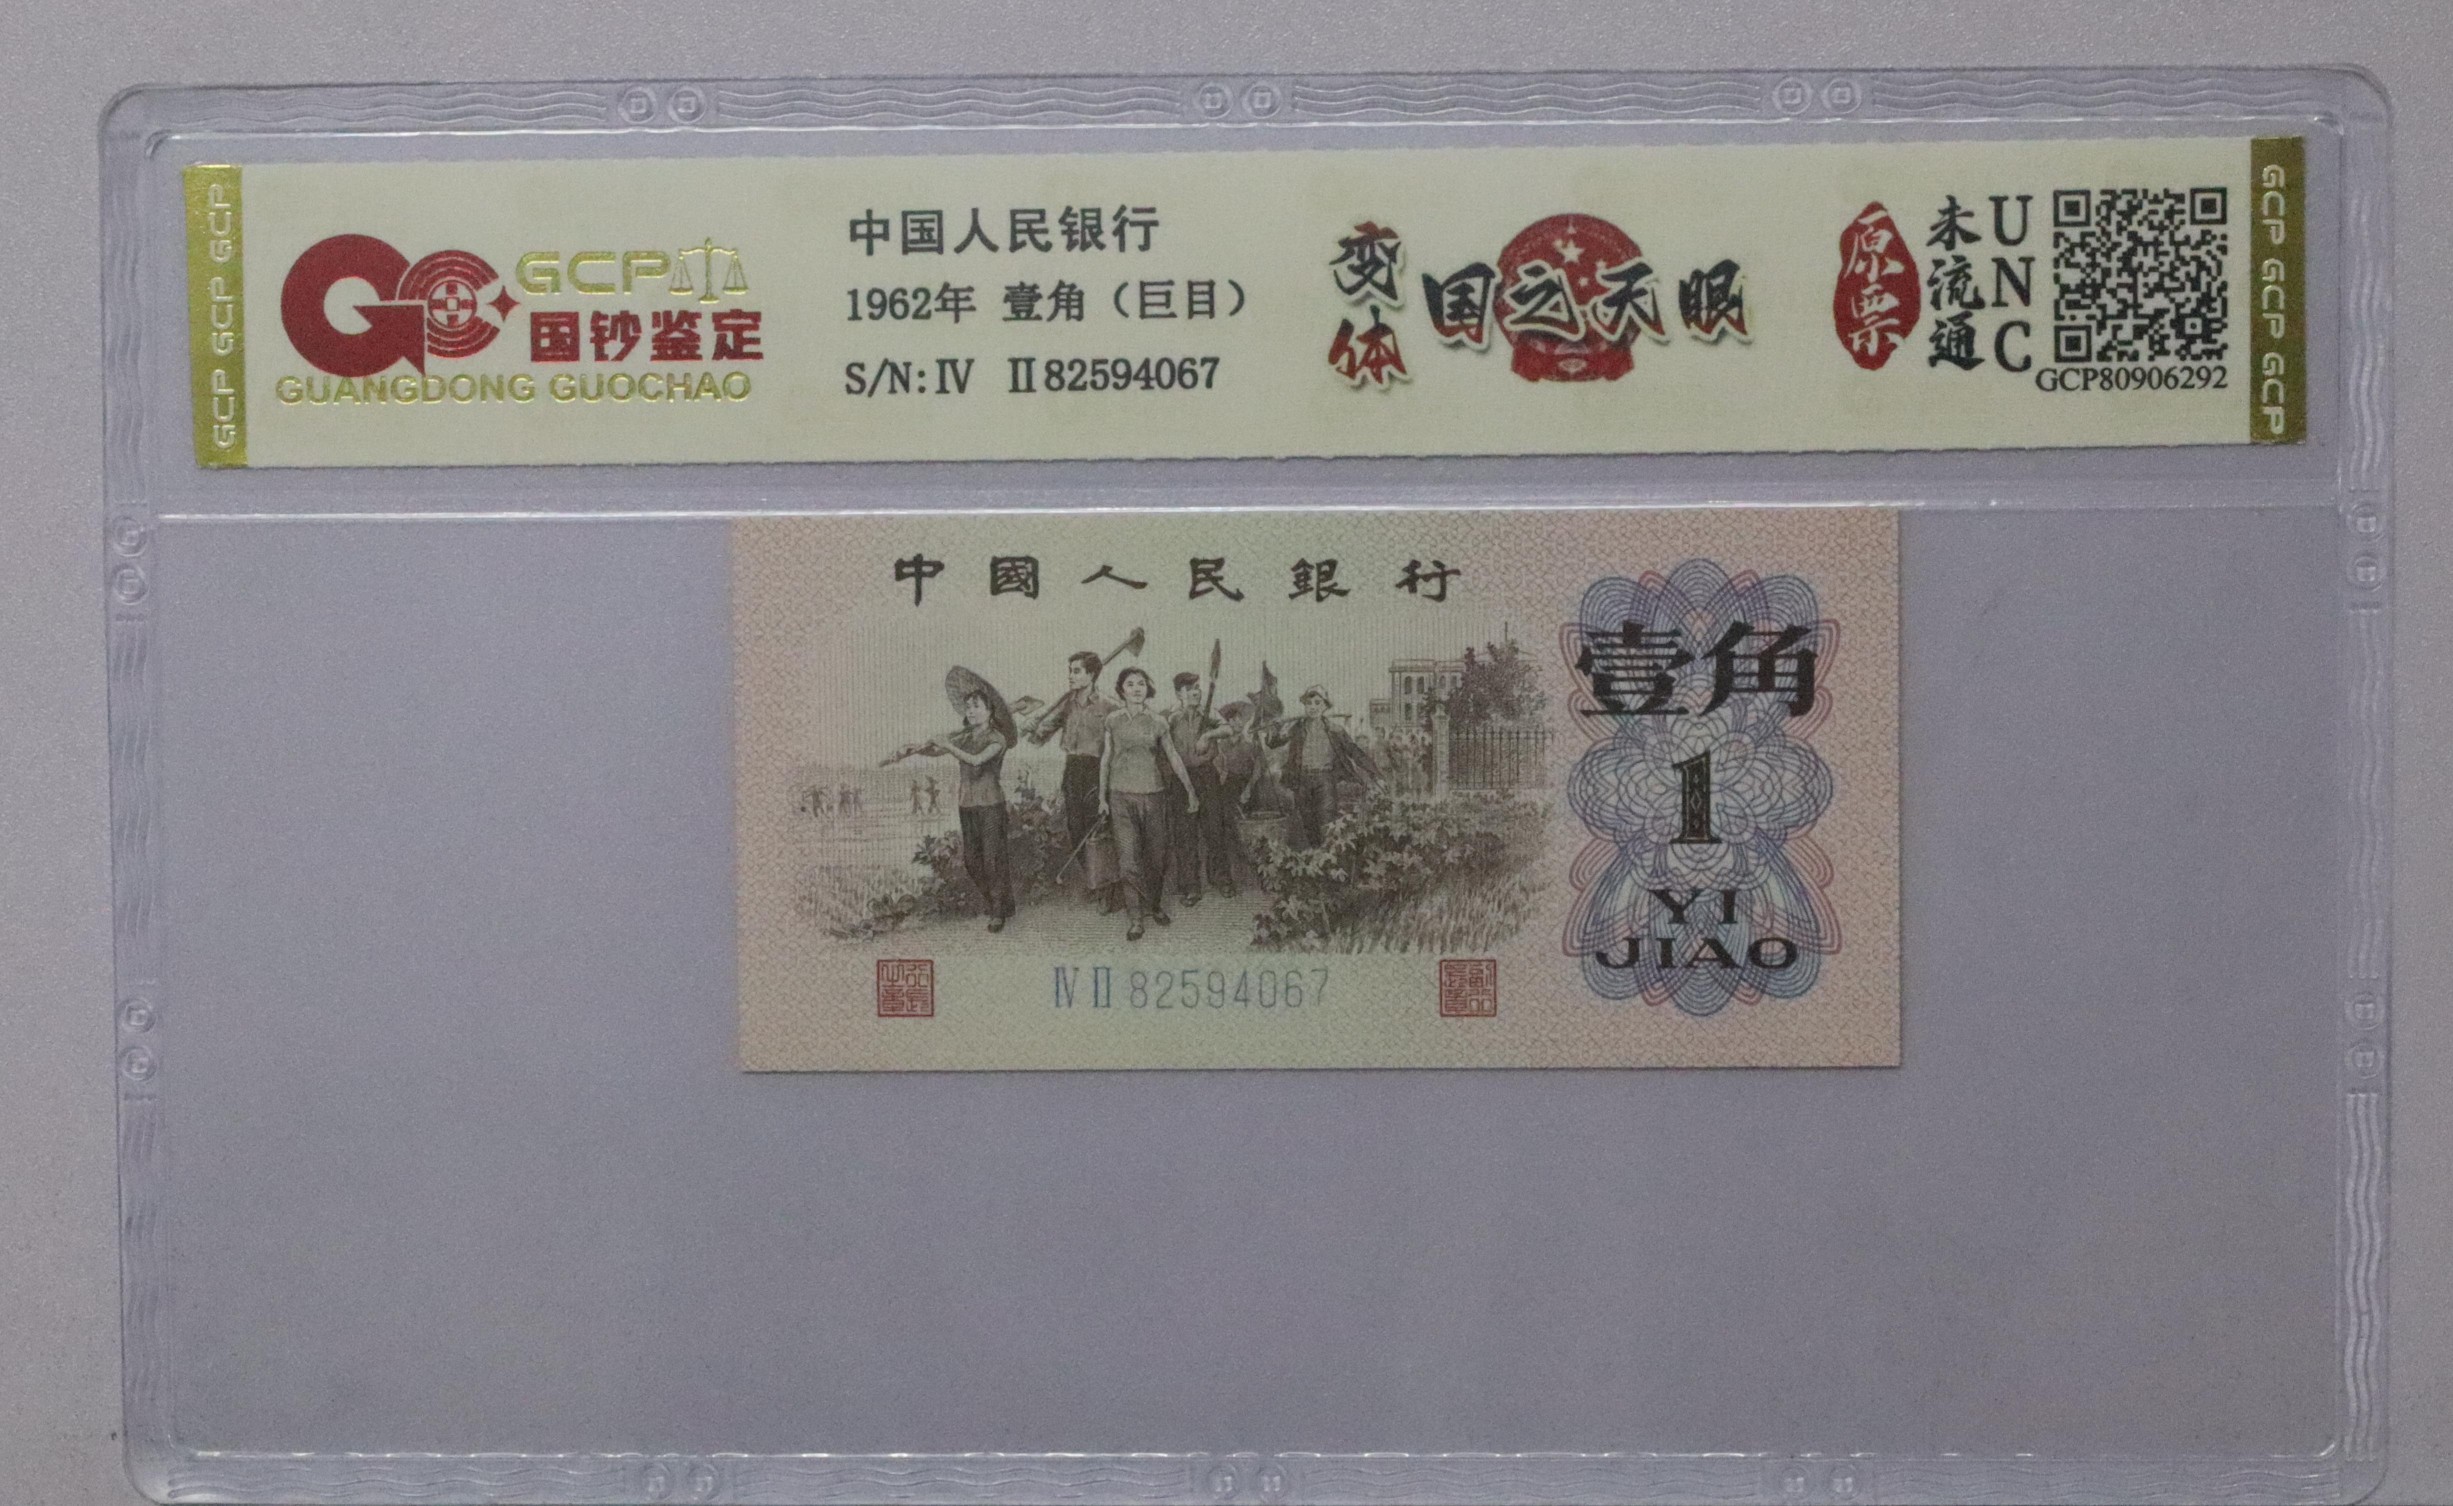 GCP GCP GCP
GCP
国钞鉴定
GUANGDONG GUOCHAO
中国人民银行
1962年 壹角（巨目）
S/N: IV II 82594067
变体
国之天眼
原票
未流通
UNC
GCP80906292
GCP GCP GCP
中國人民銀行
壹角
1
YI
JIAO
IV II 82594067